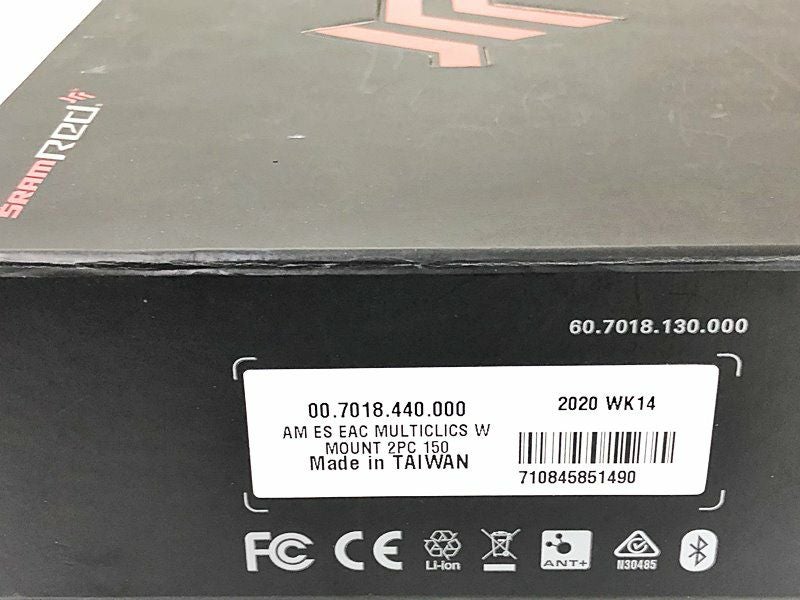 SRAM RED
60.7018.130.000
00.7018.440.000
2020 WK14
AM ES EAC MULTICLICS W
MOUNT 2PC 150
Made in TAIWAN
710845851490
FC CE Li-ion ANT+ N30485